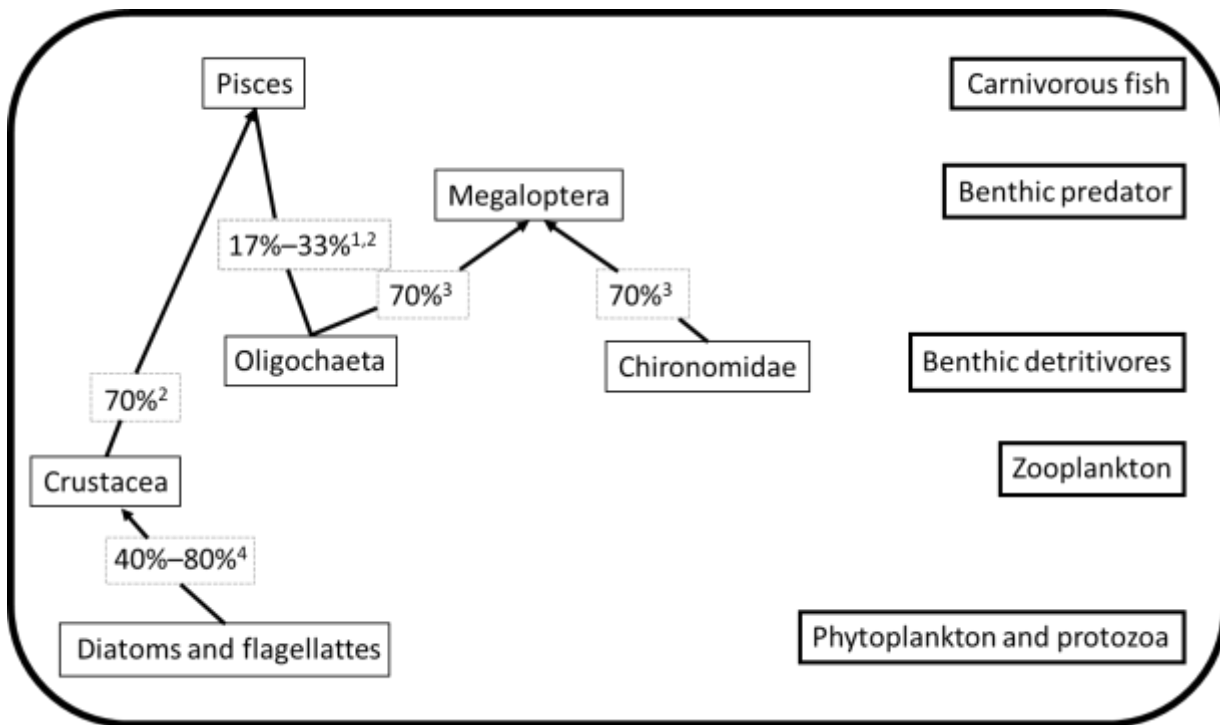 Pisces
Carnivorous fish
Megaloptera
Benthic predator
17%–33%1,2
70%3
70%3
Oligochaeta
Chironomidae
Benthic detritivores
70%2
Crustacea
Zooplankton
40%–80%4
Diatoms and flagellattes
Phytoplankton and protozoa